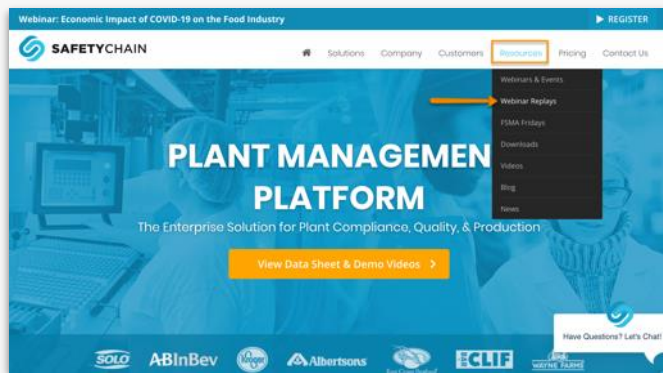 Webinar: Economic Impact of COVID-19 on the Food Industry
REGISTER
SAFETYCHAIN
Solutions Company Customers Resources Pricing Contact Us
Webinars & Events
Webinar Replays
FSMA Fridays
Downloads
Videos
Blog
News
PLANT MANAGEMEN
PLATFORM
The Enterprise Solution for Plant Compliance, Quality, & Production
View Data Sheet & Demo Videos
Have Questions? Let's Chat!
SOLO ABInBev Kroger Albertsons CLIF WAYNE FARMS